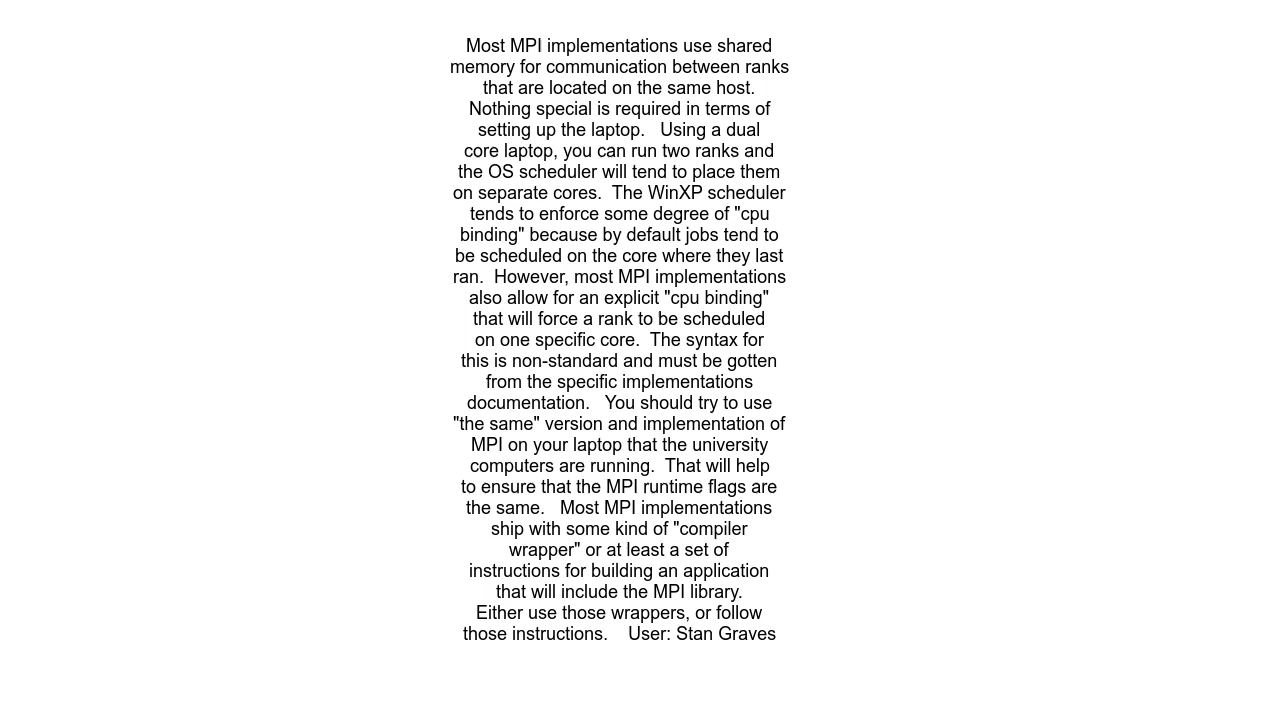 Most MPI implementations use shared
memory for communication between ranks
that are located on the same host.
Nothing special is required in terms of
setting up the laptop.   Using a dual
core laptop, you can run two ranks and
the OS scheduler will tend to place them
on separate cores.  The WinXP scheduler
tends to enforce some degree of "cpu
binding" because by default jobs tend to
be scheduled on the core where they last
ran.  However, most MPI implementations
also allow for an explicit "cpu binding"
that will force a rank to be scheduled
on one specific core.  The syntax for
this is non-standard and must be gotten
from the specific implementations
documentation.   You should try to use
"the same" version and implementation of
MPI on your laptop that the university
computers are running.  That will help
to ensure that the MPI runtime flags are
the same.   Most MPI implementations
ship with some kind of "compiler
wrapper" or at least a set of
instructions for building an application
that will include the MPI library.
Either use those wrappers, or follow
those instructions.    User: Stan Graves